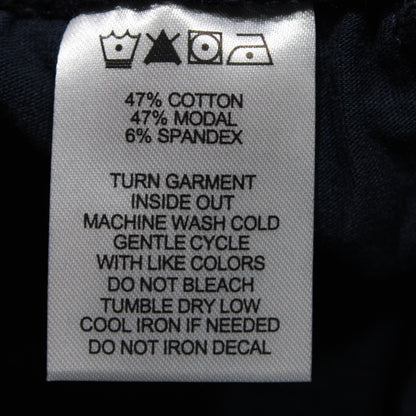 47% COTTON
47% MODAL
6% SPANDEX
TURN GARMENT
INSIDE OUT
MACHINE WASH COLD
GENTLE CYCLE
WITH LIKE COLORS
DO NOT BLEACH
TUMBLE DRY LOW
COOL IRON IF NEEDED
DO NOT IRON DECAL